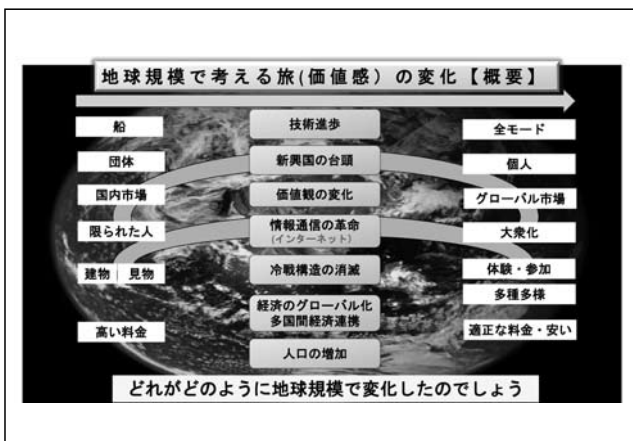 地球規模で考える旅(価値感)の変化【概要】
船
団体
国内市場
限られた人
建物 見物
高い料金
技術進歩
新興国の台頭
価値観の変化
情報通信の革命
(インターネット)
冷戦構造の消滅
経済のグローバル化
多国間経済連携
人口の増加
全モード
個人
グローバル市場
大衆化
体験・参加
多種多様
適正な料金・安い
どれがどのように地球規模で変化したのでしょう